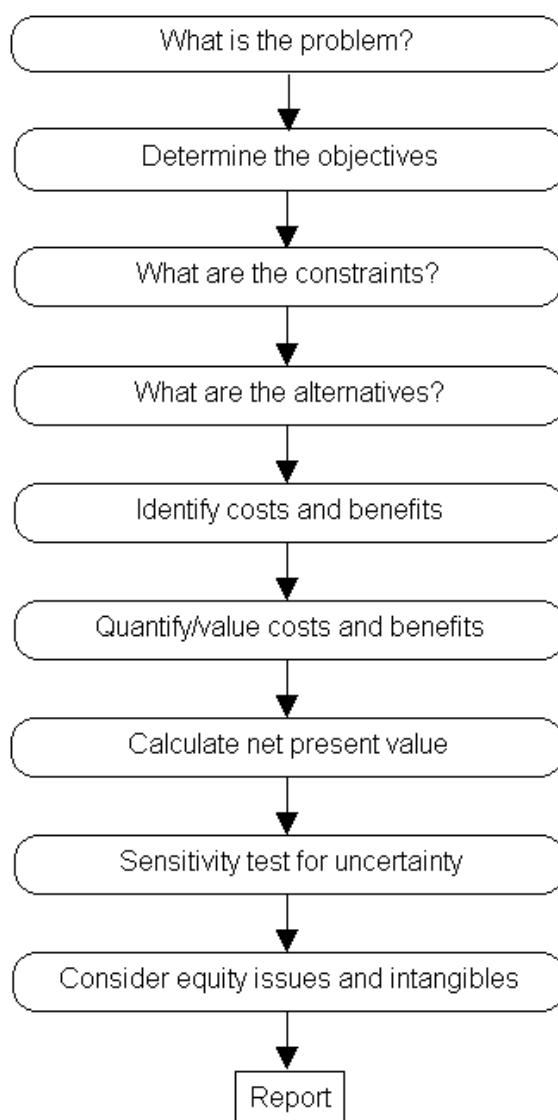 What is the problem?
Determine the objectives
What are the constraints?
What are the alternatives?
Identify costs and benefits
Quantify/value costs and benefits
Calculate net present value
Sensitivity test for uncertainty
Consider equity issues and intangibles
Report